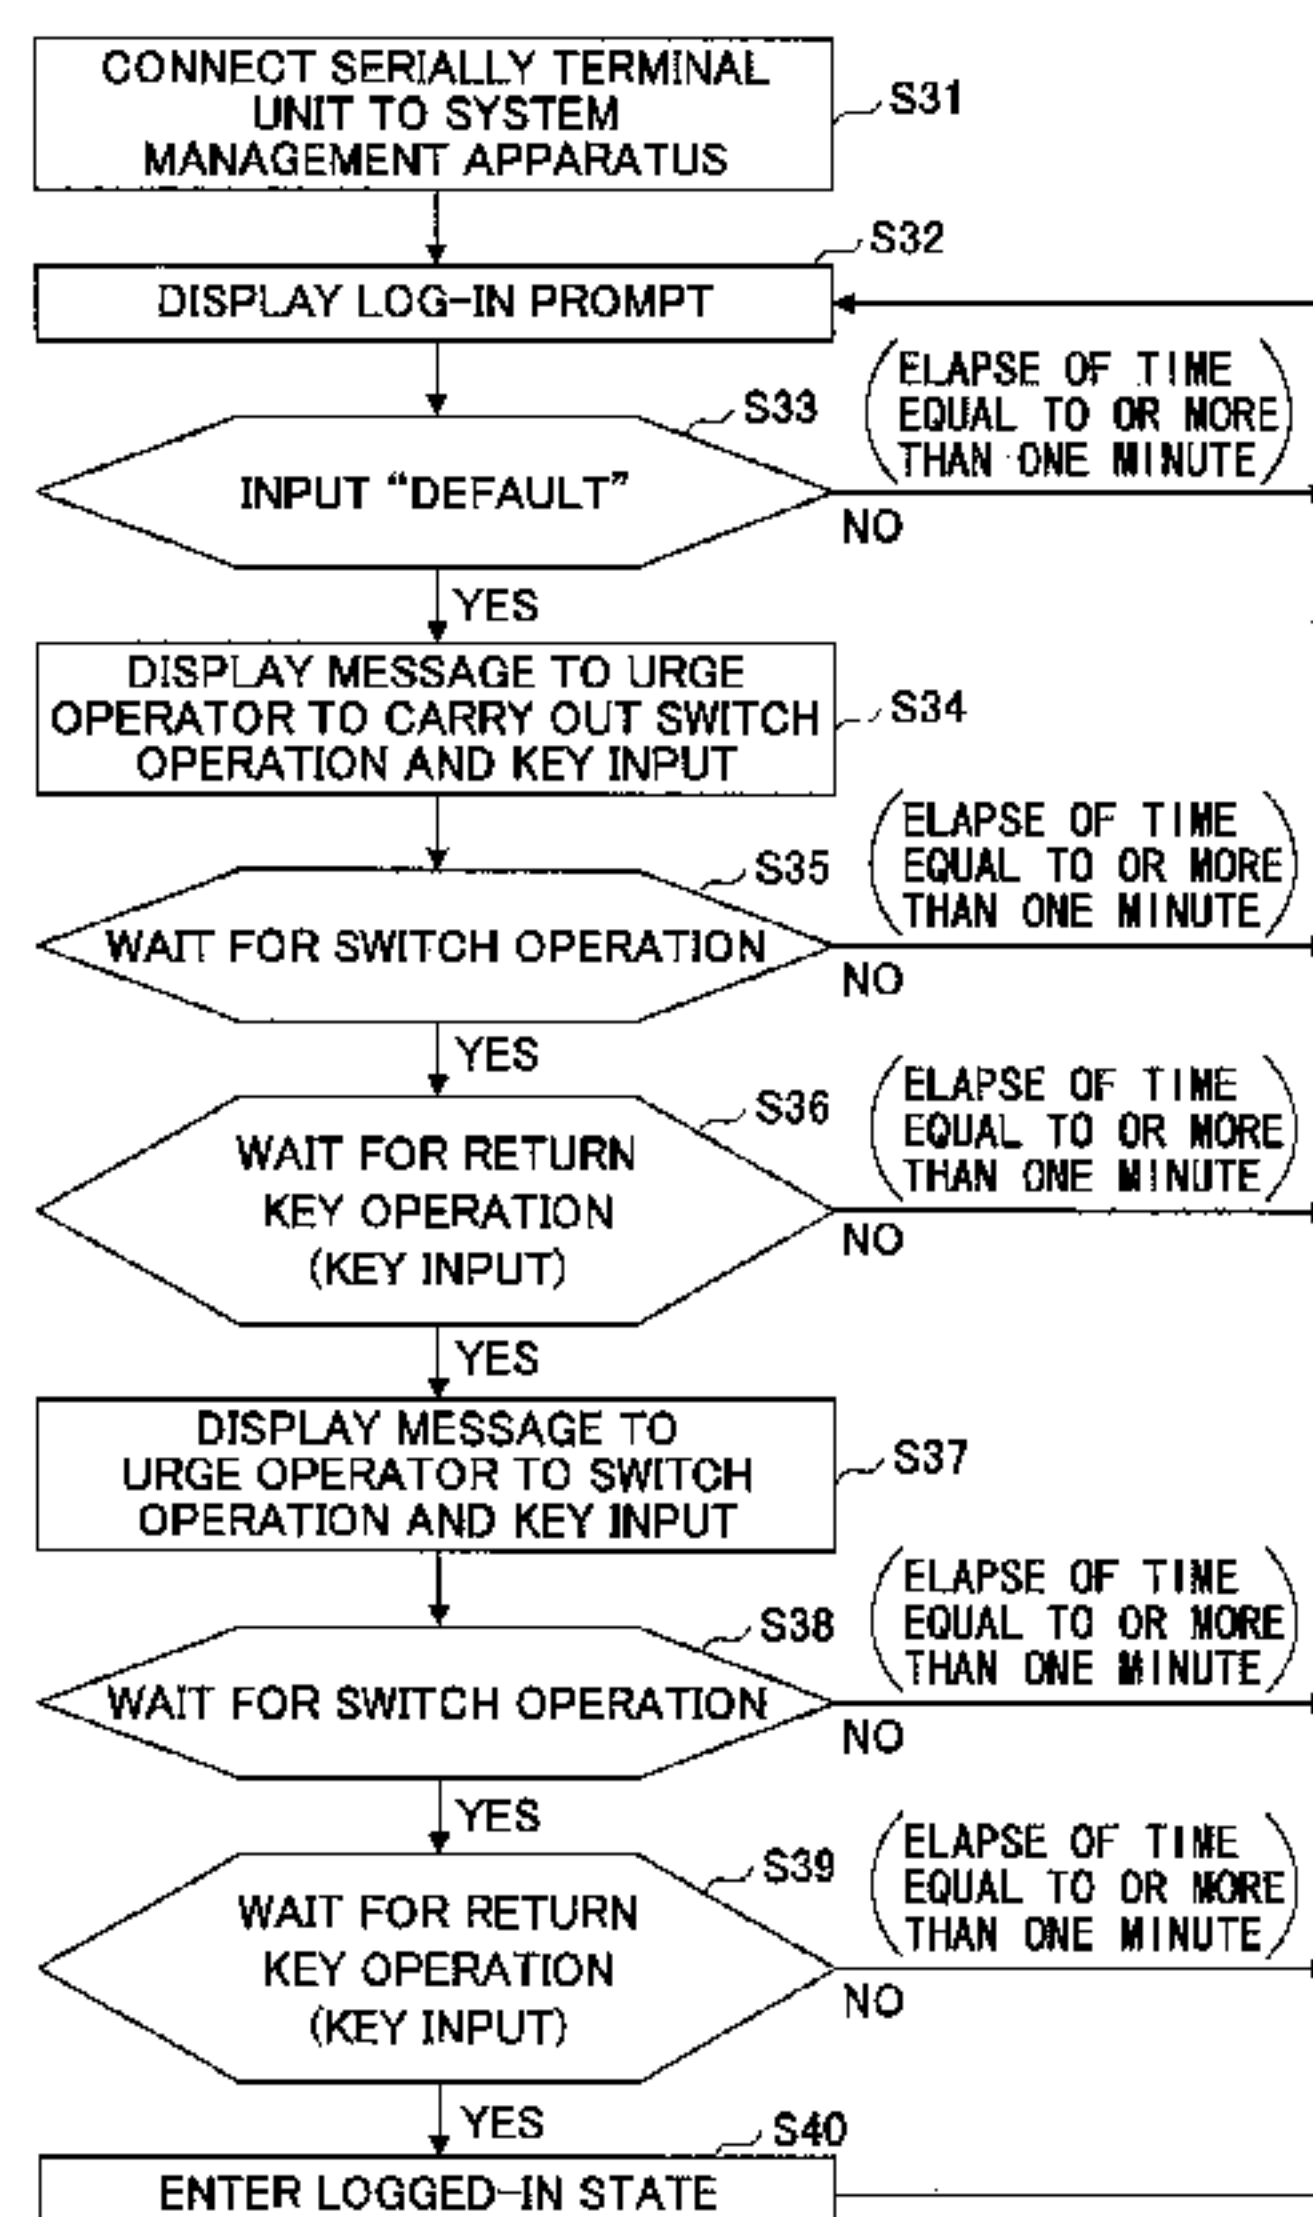 CONNECT SERIALLY TERMINAL
UNIT TO SYSTEM
MANAGEMENT APPARATUS
S31
S32
DISPLAY LOG-IN PROMPT
(ELAPSE OF TIME
EQUAL TO OR MORE
THAN ONE MINUTE)
S33
INPUT “DEFAULT”
NO
YES
DISPLAY MESSAGE TO URGE
OPERATOR TO CARRY OUT SWITCH
OPERATION AND KEY INPUT
S34
(ELAPSE OF TIME
EQUAL TO OR MORE
THAN ONE MINUTE)
S35
WAIT FOR SWITCH OPERATION
NO
YES
(ELAPSE OF TIME
EQUAL TO OR MORE
THAN ONE MINUTE)
S36
WAIT FOR RETURN
KEY OPERATION
(KEY INPUT)
NO
YES
DISPLAY MESSAGE TO
URGE OPERATOR TO SWITCH
OPERATION AND KEY INPUT
S37
(ELAPSE OF TIME
EQUAL TO OR MORE
THAN ONE MINUTE)
S38
WAIT FOR SWITCH OPERATION
NO
YES
(ELAPSE OF TIME
EQUAL TO OR MORE
THAN ONE MINUTE)
S39
WAIT FOR RETURN
KEY OPERATION
(KEY INPUT)
NO
YES
S40
ENTER LOGGED-IN STATE